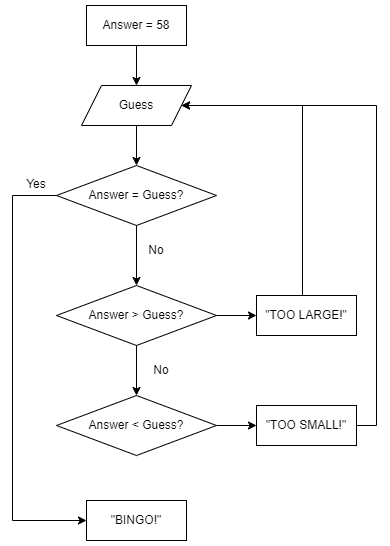 Answer = 58
Guess
Yes
Answer = Guess?
No
Answer > Guess?
"TOO LARGE!"
No
Answer < Guess?
"TOO SMALL!"
"BINGO!"